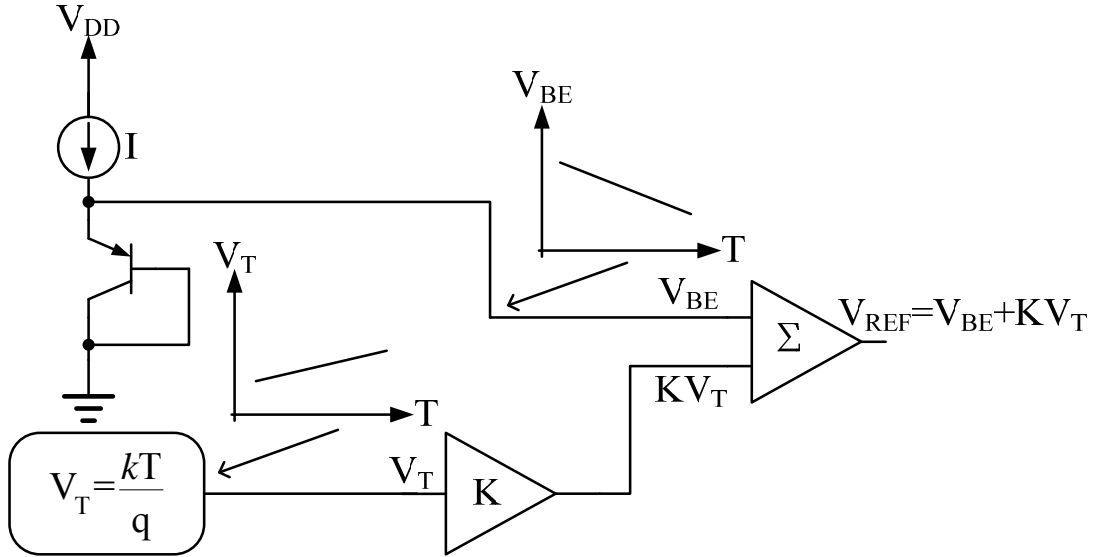 V_DD
I
V_BE
T
V_T
T
V_BE
Σ
V_REF=V_BE+KV_T
KV_T
V_T=kT/q
V_T
K